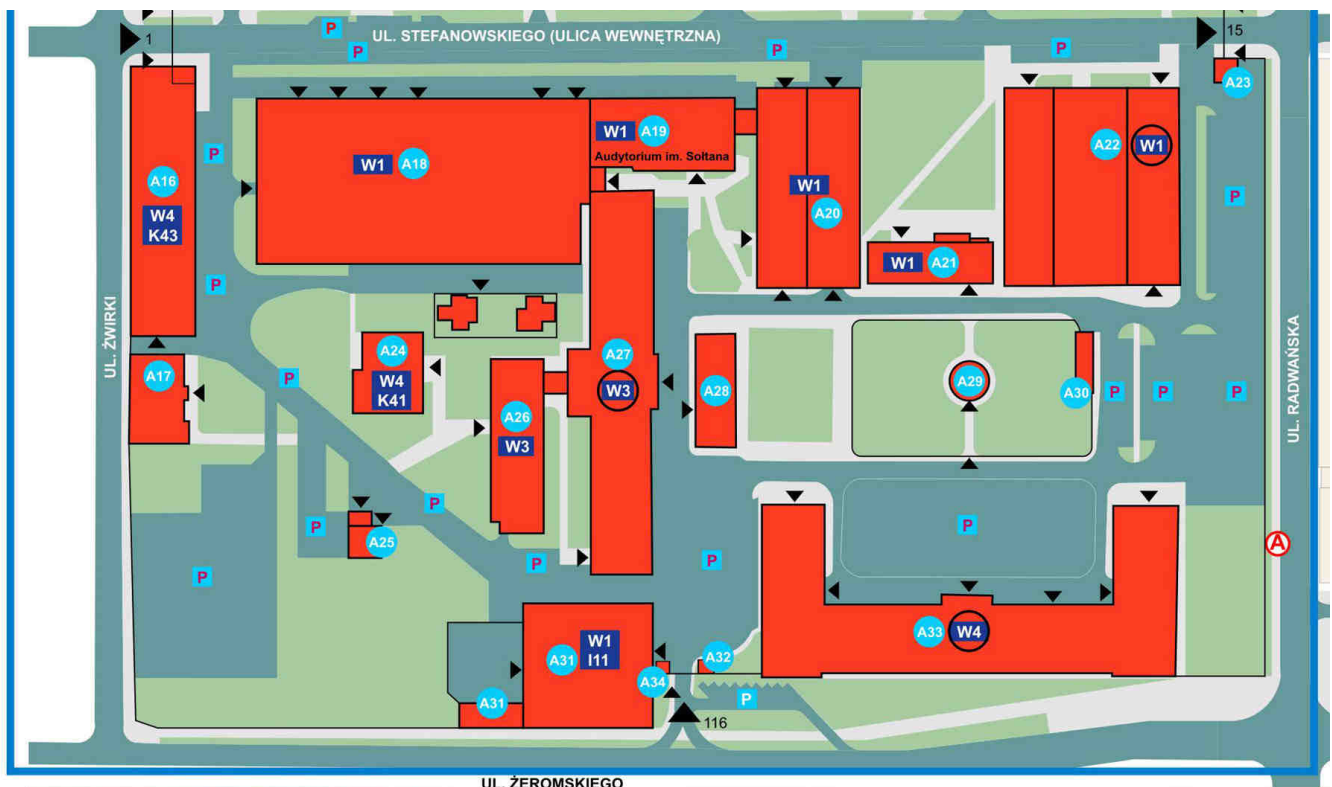 P
UL. STEFANOWSKIEGO (ULICA WEWNĘTRZNA)
1
P
P
P
15
A23
W1
A19
Audytorium im. Sołtana
W1
A18
A22
W1
P
A16
W4
K43
W1
A20
P
W1
A21
P
UL. ŻWIRKI
UL. RADWAŃSKA
A24
W4
K41
A27
W3
A17
P
A28
A29
A30
P
P
P
A26
W3
P
P
A25
P
P
P
P
A
A31
W1
I11
A33
W4
A32
A34
A31
P
116
UL. ŻEROMSKIEGO